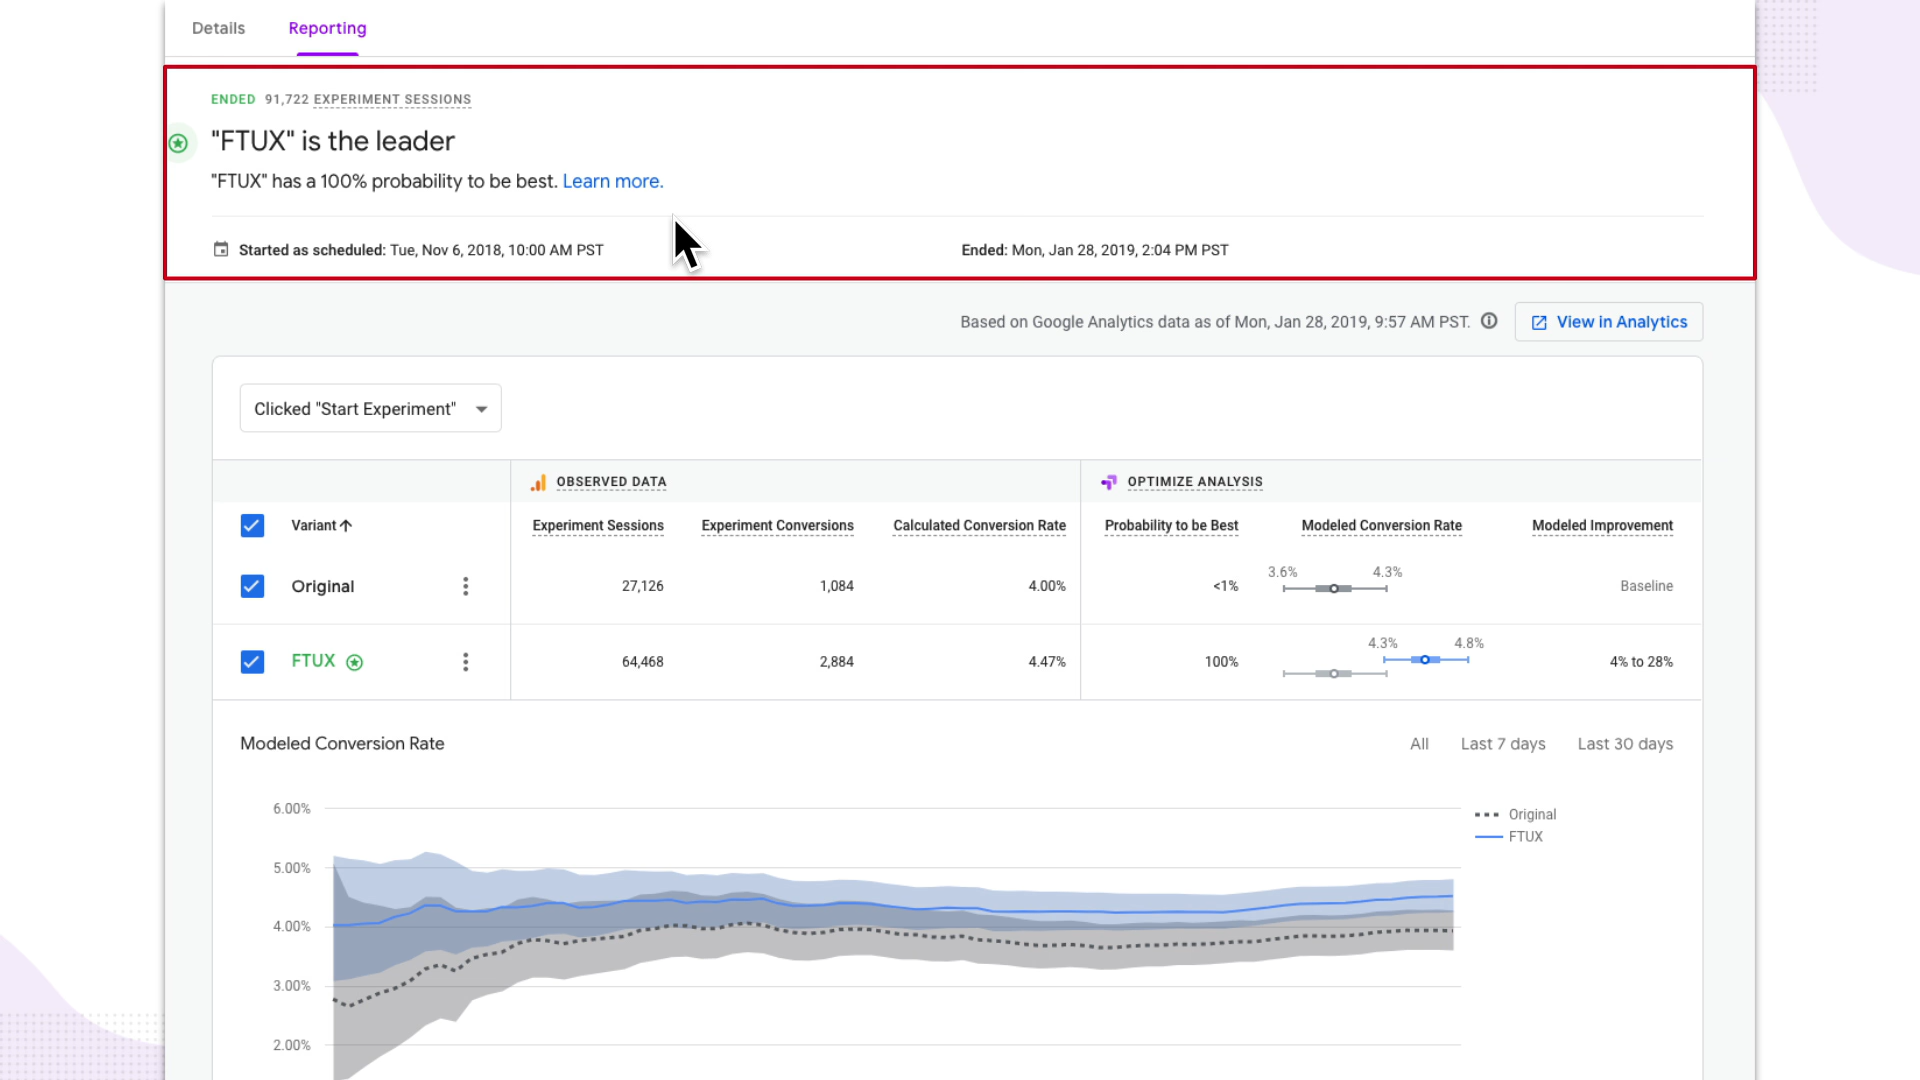 Details Reporting
ENDED 91,722 EXPERIMENT SESSIONS
"FTUX" is the leader
"FTUX" has a 100% probability to be best. Learn more.
Started as scheduled: Tue, Nov 6, 2018, 10:00 AM PST Ended: Mon, Jan 28, 2019, 2:04 PM PST
Based on Google Analytics data as of Mon, Jan 28, 2019, 9:57 AM PST. View in Analytics
Clicked "Start Experiment"
OBSERVED DATA OPTIMIZE ANALYSIS
Variant Experiment Sessions Experiment Conversions Calculated Conversion Rate Probability to be Best Modeled Conversion Rate Modeled Improvement
3.6% 4.3%
Original 27,126 1,084 4.00% <1% Baseline
4.3% 4.8%
FTUX 64,468 2,884 4.47% 100% 4% to 28%
Modeled Conversion Rate All Last 7 days Last 30 days
6.00%
Original
FTUX
5.00%
4.00%
3.00%
2.00%